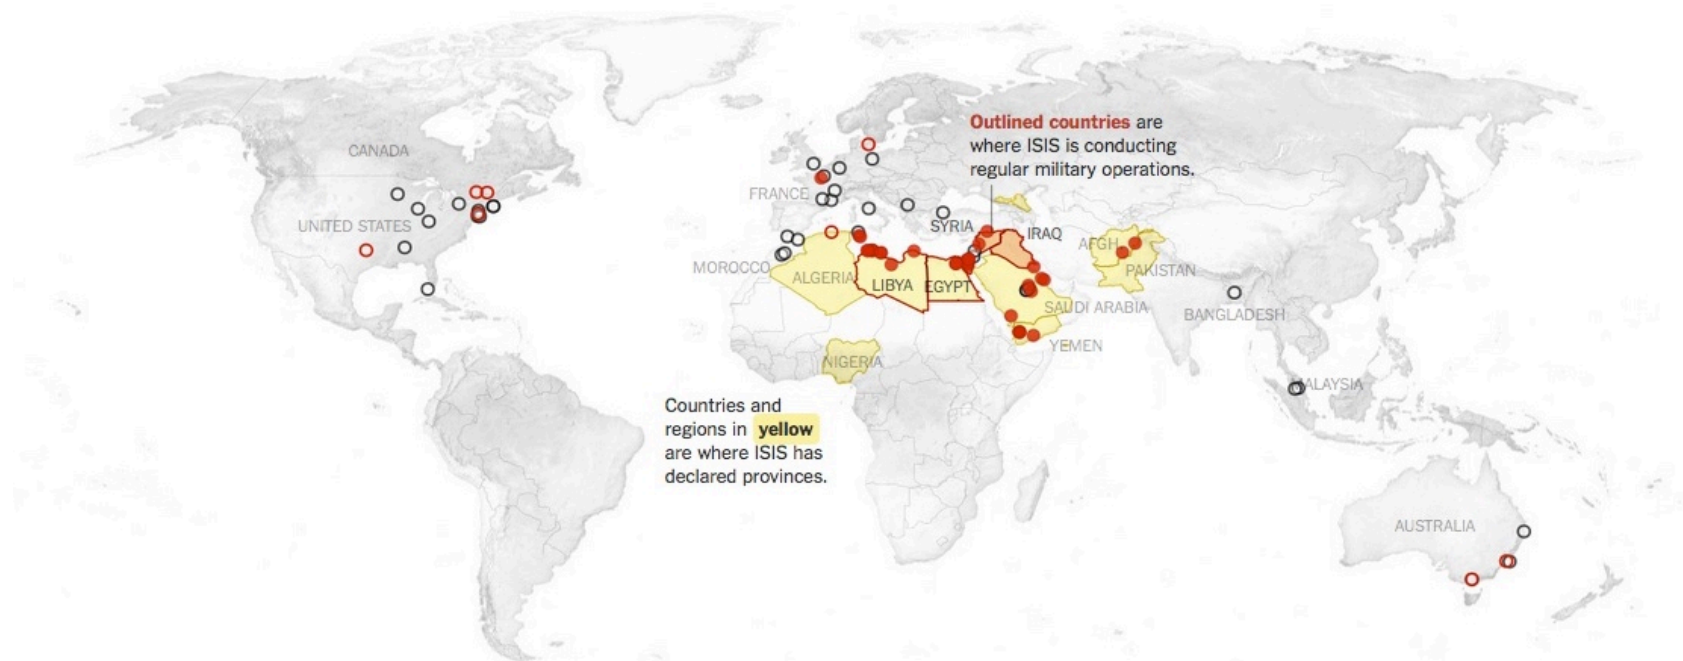 Outlined countries are
where ISIS is conducting
regular military operations.
CANADA
FRANCE
UNITED STATES
SYRIA
IRAQ
AFGH.
MOROCCO
ALGERIA
LIBYA
EGYPT
PAKISTAN
SAUDI ARABIA
BANGLADESH
YEMEN
NIGERIA
MALAYSIA
Countries and
regions in yellow
are where ISIS has
declared provinces.
AUSTRALIA